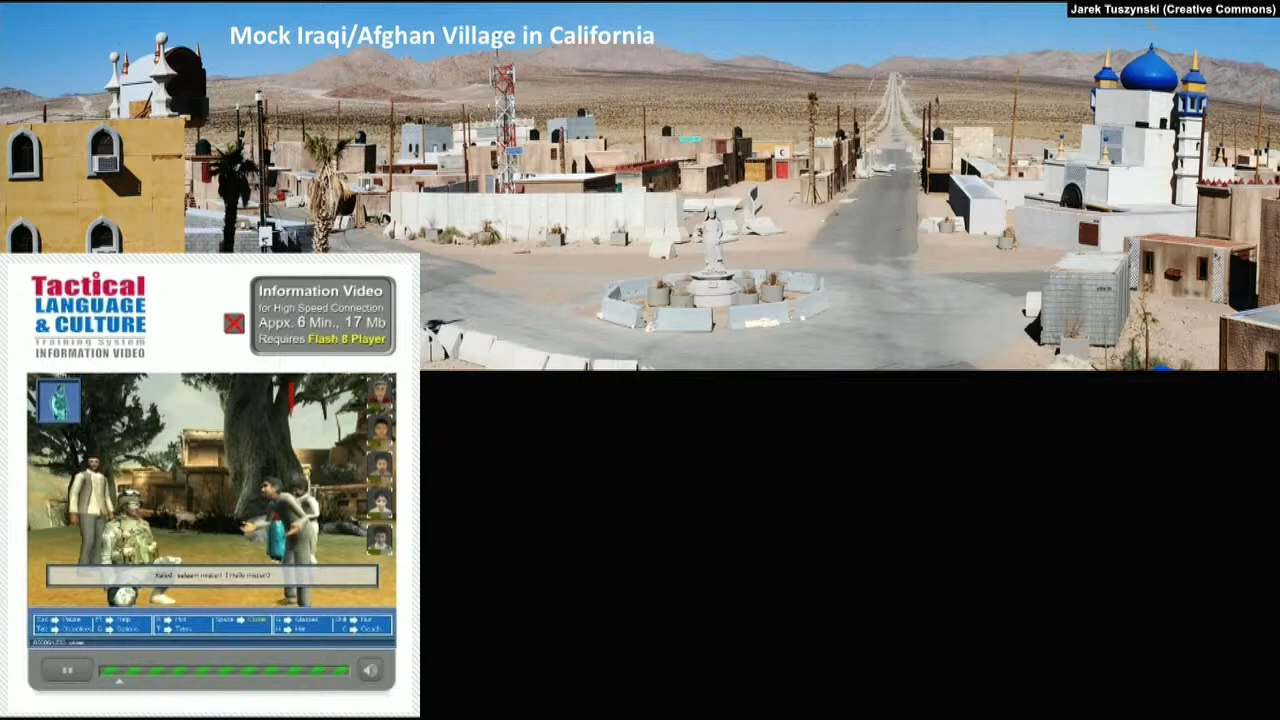 Jarek Tuszynski (Creative Commons)
Mock Iraqi/Afghan Village in California
Tactical
LANGUAGE
& CULTURE
Training System
INFORMATION VIDEO
Information Video
for High Speed Connection
Appx. 6 Min., 17 Mb
Requires Flash 8 Player